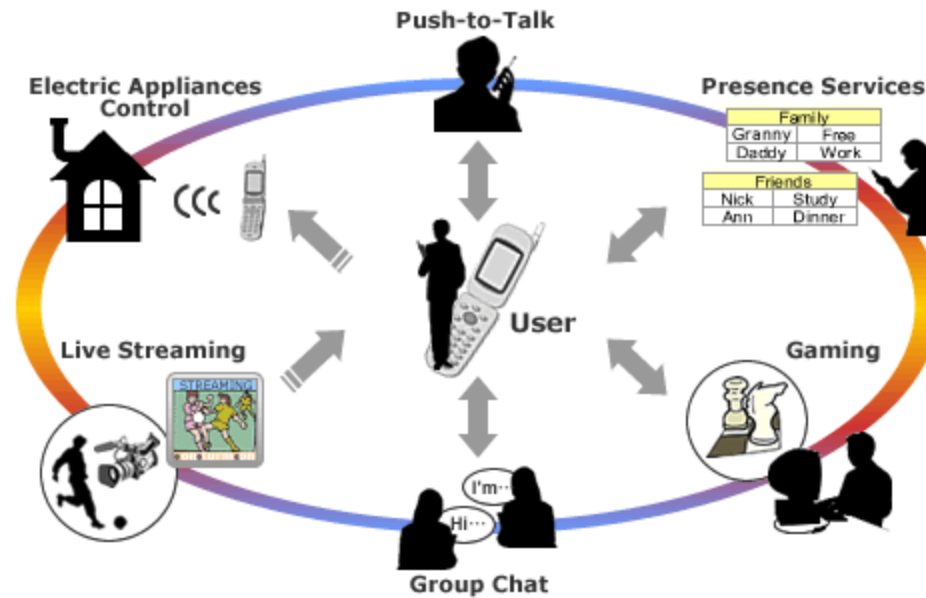 Push-to-Talk
Electric Appliances
Control
Presence Services
Family
Granny Free
Daddy Work
Friends
Nick Study
Ann Dinner
User
Live Streaming
STREAMING
Gaming
I'm···
Hi···
Group Chat